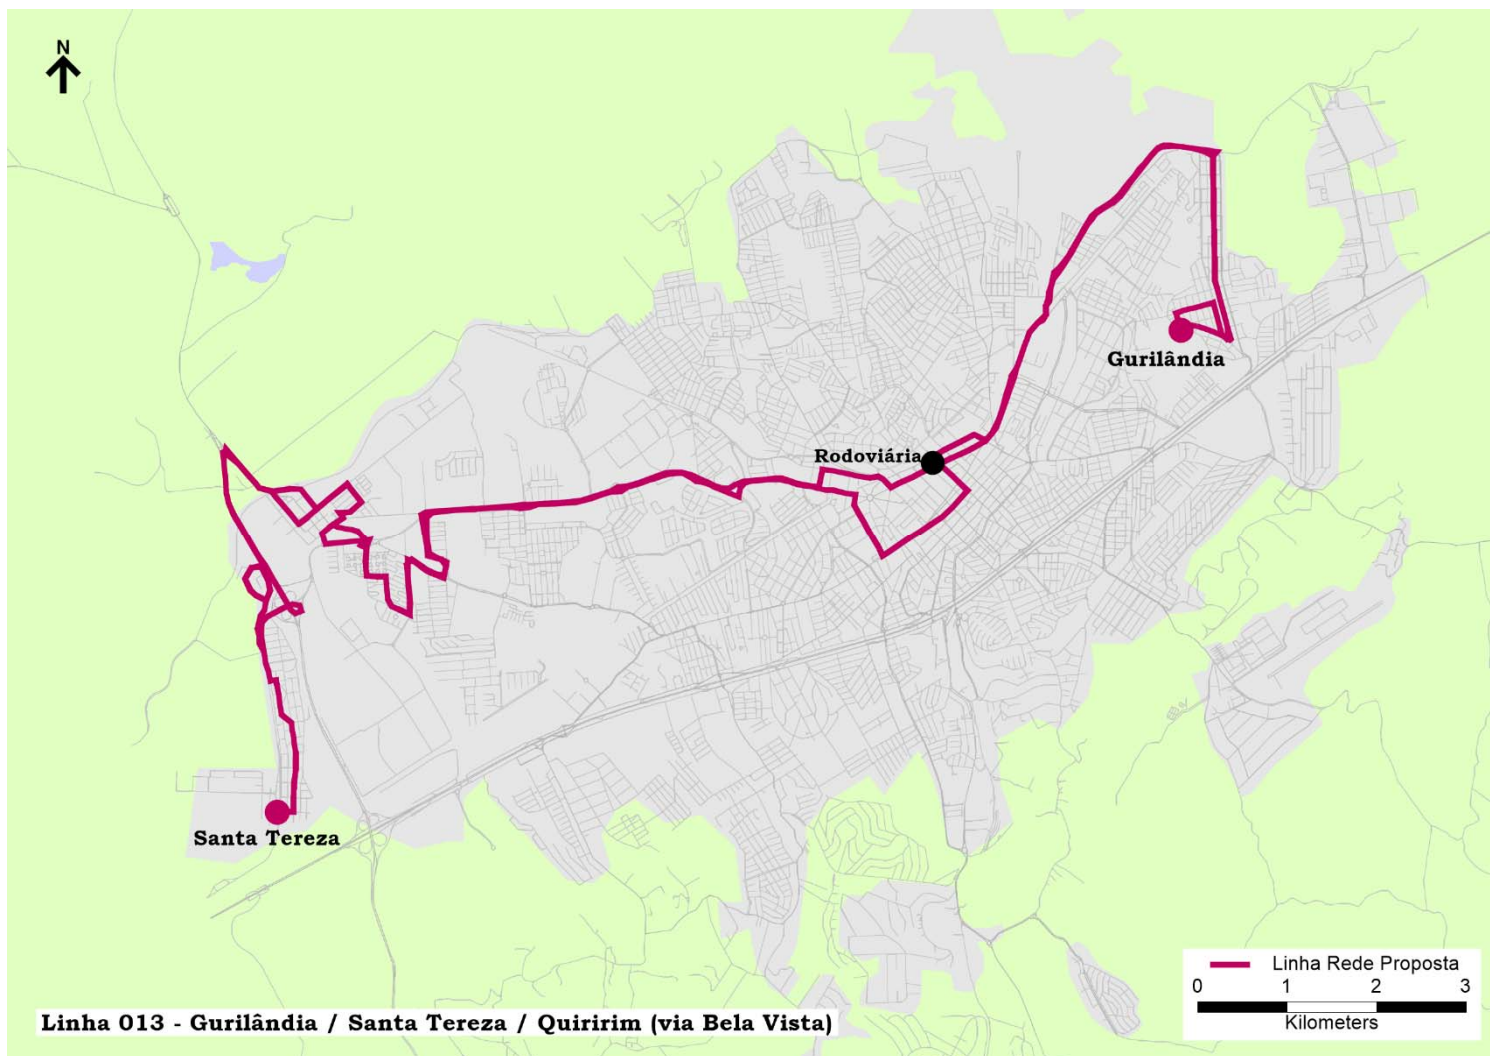 N
Gurilândia
Rodoviária
Santa Tereza
Linha Rede Proposta
0 1 2 3
Kilometers
Linha 013 - Gurilândia / Santa Tereza / Quiririm (via Bela Vista)